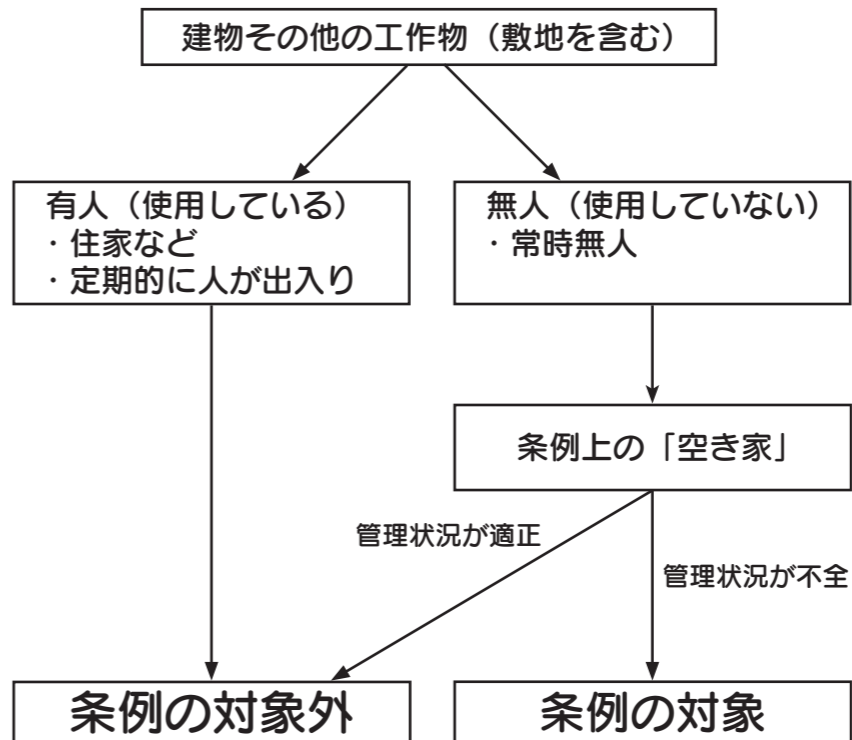 建物その他の工作物（敷地を含む）
有人（使用している）
・住家など
・定期的に人が出入り
無人（使用していない）
・常時無人
条例上の「空き家」
管理状況が適正
管理状況が不全
条例の対象外
条例の対象